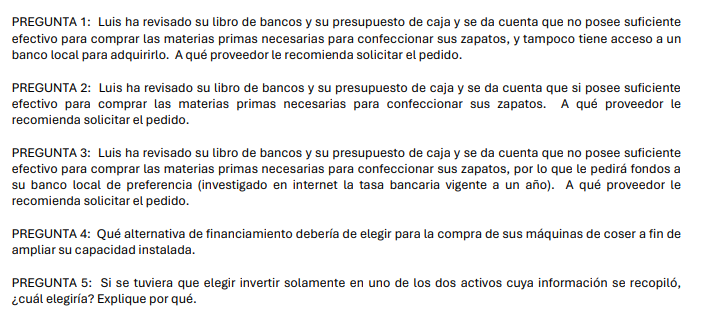 PREGUNTA 1: Luis ha revisado su libro de bancos y su presupuesto de caja y se da cuenta que no posee suficiente
efectivo para comprar las materias primas necesarias para confeccionar sus zapatos, y tampoco tiene acceso a un
banco local para adquirirlo. A qué proveedor le recomienda solicitar el pedido.
PREGUNTA 2: Luis ha revisado su libro de bancos y su presupuesto de caja y se da cuenta que si posee suficiente
efectivo para comprar las materias primas necesarias para confeccionar sus zapatos. A qué proveedor le
recomienda solicitar el pedido.
PREGUNTA 3: Luis ha revisado su libro de bancos y su presupuesto de caja y se da cuenta que no posee suficiente
efectivo para comprar las materias primas necesarias para confeccionar sus zapatos, por lo que le pedirá fondos a
su banco local de preferencia (investigado en internet la tasa bancaria vigente a un año). A qué proveedor le
recomienda solicitar el pedido.
PREGUNTA 4: Qué alternativa de financiamiento debería de elegir para la compra de sus máquinas de coser a fin de
ampliar su capacidad instalada.
PREGUNTA 5: Si se tuviera que elegir invertir solamente en uno de los dos activos cuya información se recopiló,
¿cuál elegiría? Explique por qué.